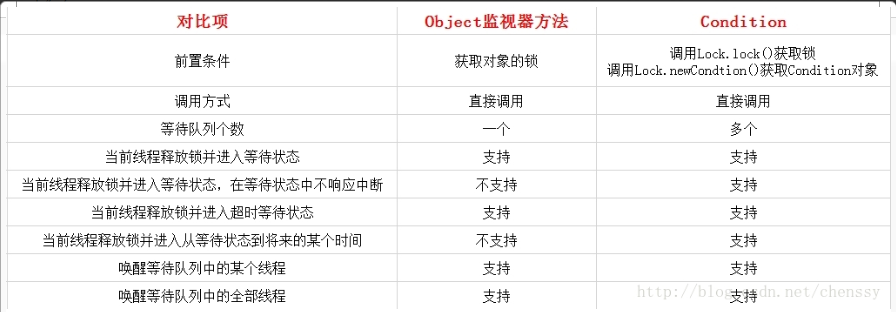 对比项 Object监视器方法 Condition
前置条件 获取对象的锁 调用Lock.lock()获取锁
调用Lock.newCondtion()获取Condition对象
调用方式 直接调用 直接调用
等待队列个数 一个 多个
当前线程释放锁并进入等待状态 支持 支持
当前线程释放锁并进入等待状态，在等待状态中不响应中断 不支持 支持
当前线程释放锁并进入超时等待状态 支持 支持
当前线程释放锁并进入从等待状态到将来的某个时间 不支持 支持
唤醒等待队列中的某个线程 支持 支持
唤醒等待队列中的全部线程 支持 支持
http://blog.csdn.net/chenssy